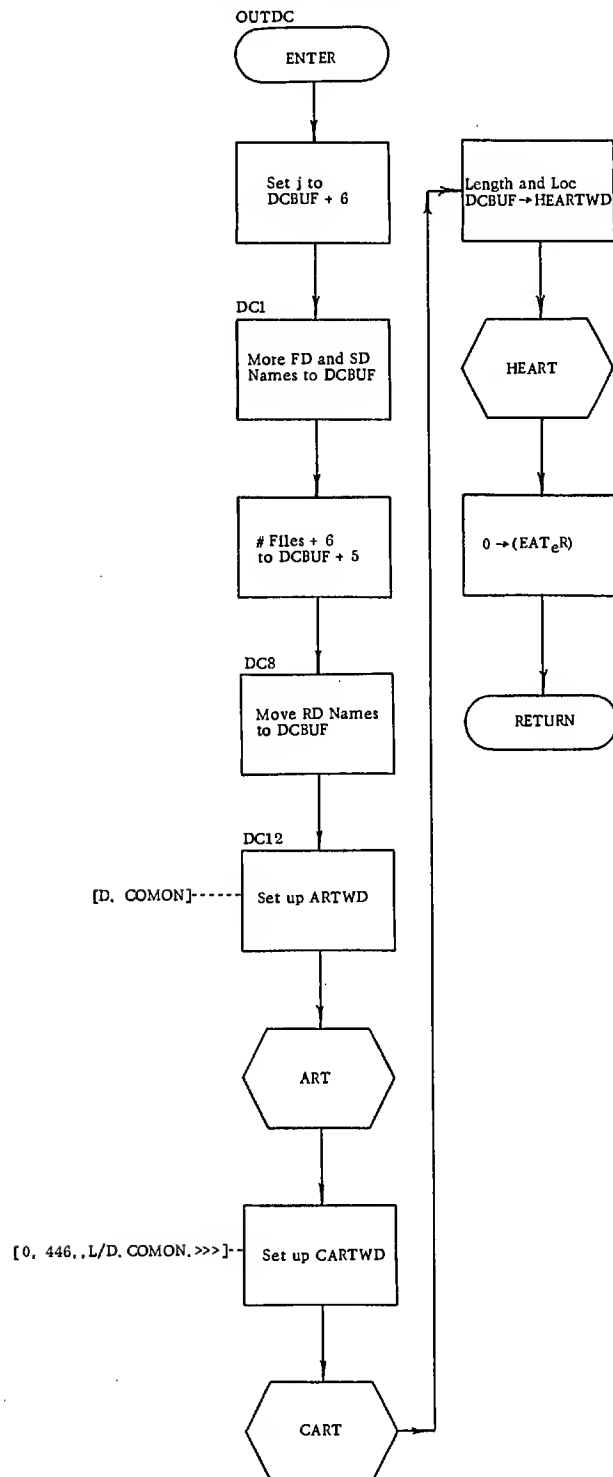 OUTDC
ENTER
Set j to
DCBUF + 6
DC1
More FD and SD
Names to DCBUF
# Files + 6
to DCBUF + 5
DC8
Move RD Names
to DCBUF
DC12
[D. COMON]
Set up ARTWD
ART
[0, 446,,L/D. COMON.>>>]
Set up CARTWD
CART
Length and Loc
DCBUF → HEARTWD
HEART
0 → (EATeR)
RETURN